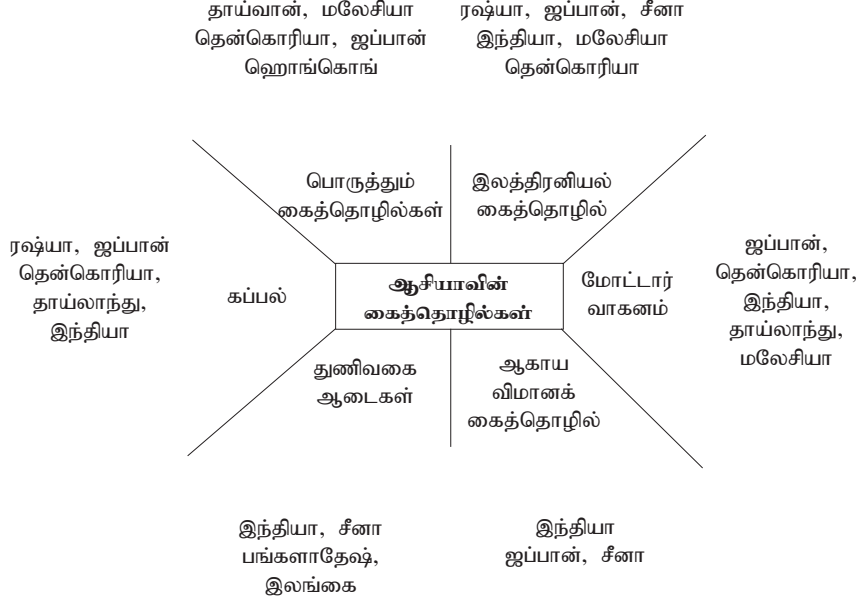 தாய்வான், மலேசியா
தென்கொரியா, ஜப்பான்
ஹொங்கொங்
ரஷ்யா, ஜப்பான், சீனா
இந்தியா, மலேசியா
தென்கொரியா
பொருத்தும்
கைத்தொழில்கள்
இலத்திரனியல்
கைத்தொழில்
ரஷ்யா, ஜப்பான்
தென்கொரியா,
தாய்லாந்து,
இந்தியா
கப்பல்
ஆசியாவின்
கைத்தொழில்கள்
மோட்டார்
வாகனம்
ஜப்பான்,
தென்கொரியா,
இந்தியா,
தாய்லாந்து,
மலேசியா
துணிவகை
ஆடைகள்
ஆகாய
விமானக்
கைத்தொழில்
இந்தியா, சீனா
பங்களாதேஷ்,
இலங்கை
இந்தியா
ஜப்பான், சீனா